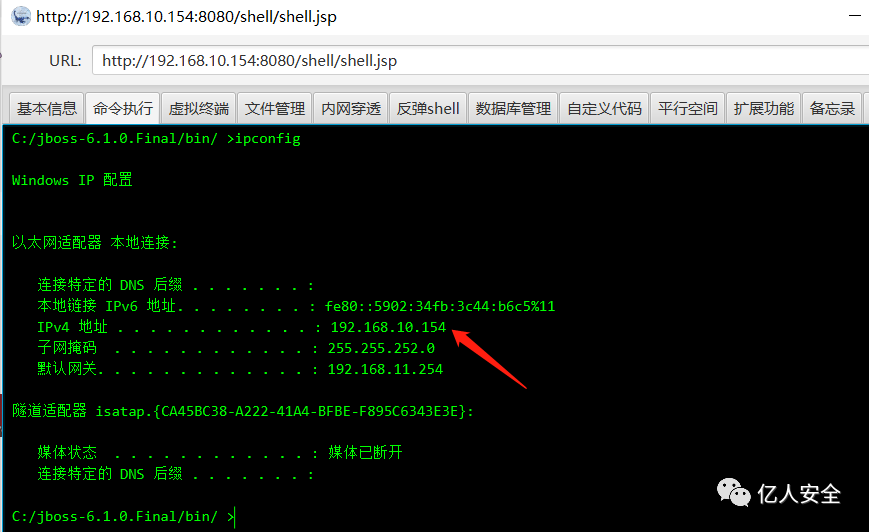 http://192.168.10.154:8080/shell/shell.jsp
URL: http://192.168.10.154:8080/shell/shell.jsp
基本信息 命令执行 虚拟终端 文件管理 内网穿透 反弹shell 数据库管理 自定义代码 平行空间 扩展功能 备忘录
C:/jboss-6.1.0.Final/bin/ >ipconfig
Windows IP 配置
以太网适配器 本地连接:
连接特定的 DNS 后缀 . . . . . . . :
本地链接 IPv6 地址. . . . . . . . : fe80::5902:34fb:3c44:b6c5%11
IPv4 地址 . . . . . . . . . . . . : 192.168.10.154
子网掩码 . . . . . . . . . . . . : 255.255.252.0
默认网关. . . . . . . . . . . . . : 192.168.11.254
隧道适配器 isatap.{CA45BC38-A222-41A4-BFBE-F895C6343E3E}:
媒体状态 . . . . . . . . . . . . : 媒体已断开
连接特定的 DNS 后缀 . . . . . . . :
亿人安全
C:/jboss-6.1.0.Final/bin/ >